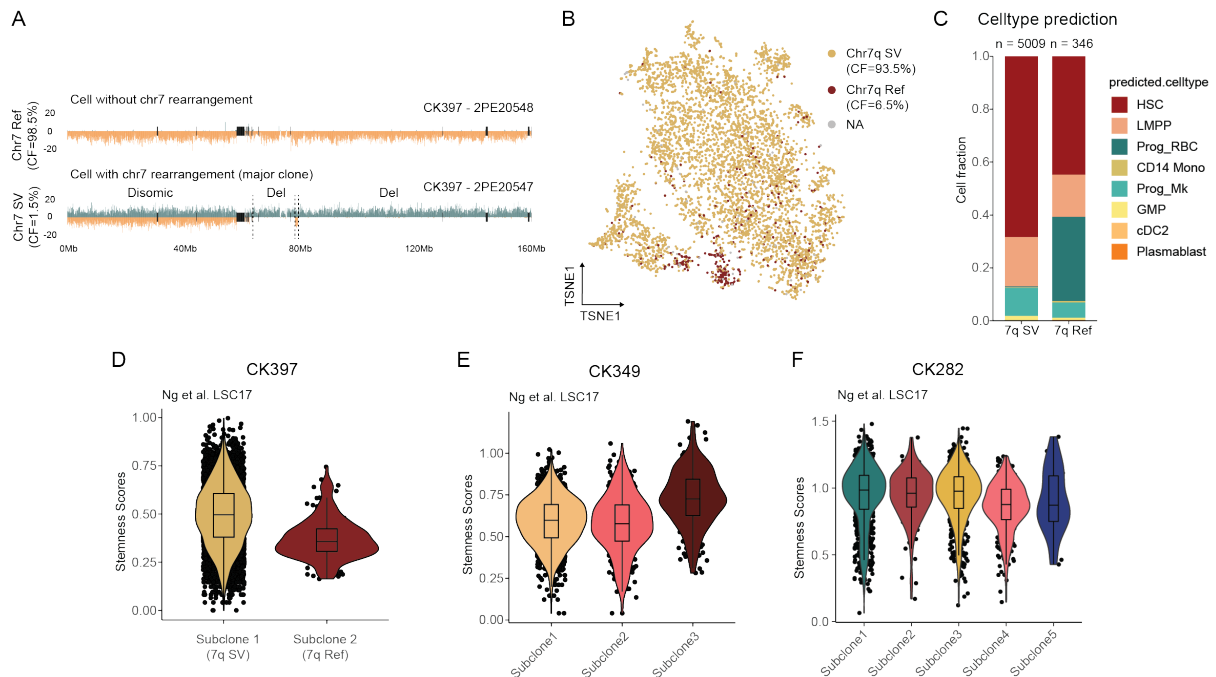 A
Cell without chr7 rearrangement
CK397 - 2PE20548
Chr7 Ref
(CF=98.5%)
20
0
-20
Cell with chr7 rearrangement (major clone)
CK397 - 2PE20547
Disomic
Del
Del
Chr7 SV
(CF=1.5%)
20
0
-20
0Mb
40Mb
80Mb
120Mb
160Mb
B
Chr7q SV
(CF=93.5%)
Chr7q Ref
(CF=6.5%)
NA
TSNE1
TSNE1
C
Celltype prediction
n = 5009
n = 346
Cell fraction
1.0
0.8
0.6
0.4
0.2
0.0
7q SV
7q Ref
predicted.celltype
HSC
LMPP
Prog_RBC
CD14 Mono
Prog_Mk
GMP
cDC2
Plasmablast
D
CK397
Ng et al. LSC17
Stemness Scores
1.00
0.75
0.50
0.25
0.00
Subclone 1
(7q SV)
Subclone 2
(7q Ref)
E
CK349
Ng et al. LSC17
Stemness Scores
1.00
0.75
0.50
0.25
0.00
Subclone1
Subclone2
Subclone3
F
CK282
Ng et al. LSC17
Stemness Scores
1.5
1.0
0.5
0.0
Subclone1
Subclone2
Subclone3
Subclone4
Subclone5